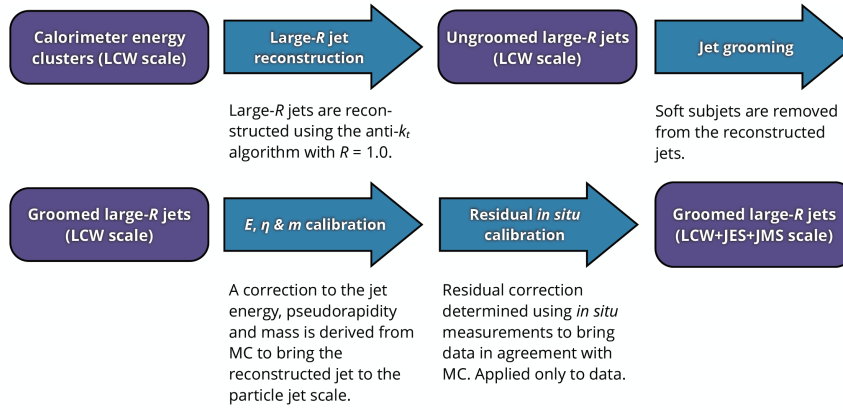 Calorimeter energy
clusters (LCW scale)
Large-R jet
reconstruction
Ungroomed large-R jets
(LCW scale)
Jet grooming
Large-R jets are recon-
structed using the anti-kt
algorithm with R = 1.0.
Soft subjets are removed
from the reconstructed
jets.
Groomed large-R jets
(LCW scale)
E, η & m calibration
Residual in situ
calibration
Groomed large-R jets
(LCW+JES+JMS scale)
A correction to the jet
energy, pseudorapidity
and mass is derived from
MC to bring the
reconstructed jet to the
particle jet scale.
Residual correction
determined using in situ
measurements to bring
data in agreement with
MC. Applied only to data.